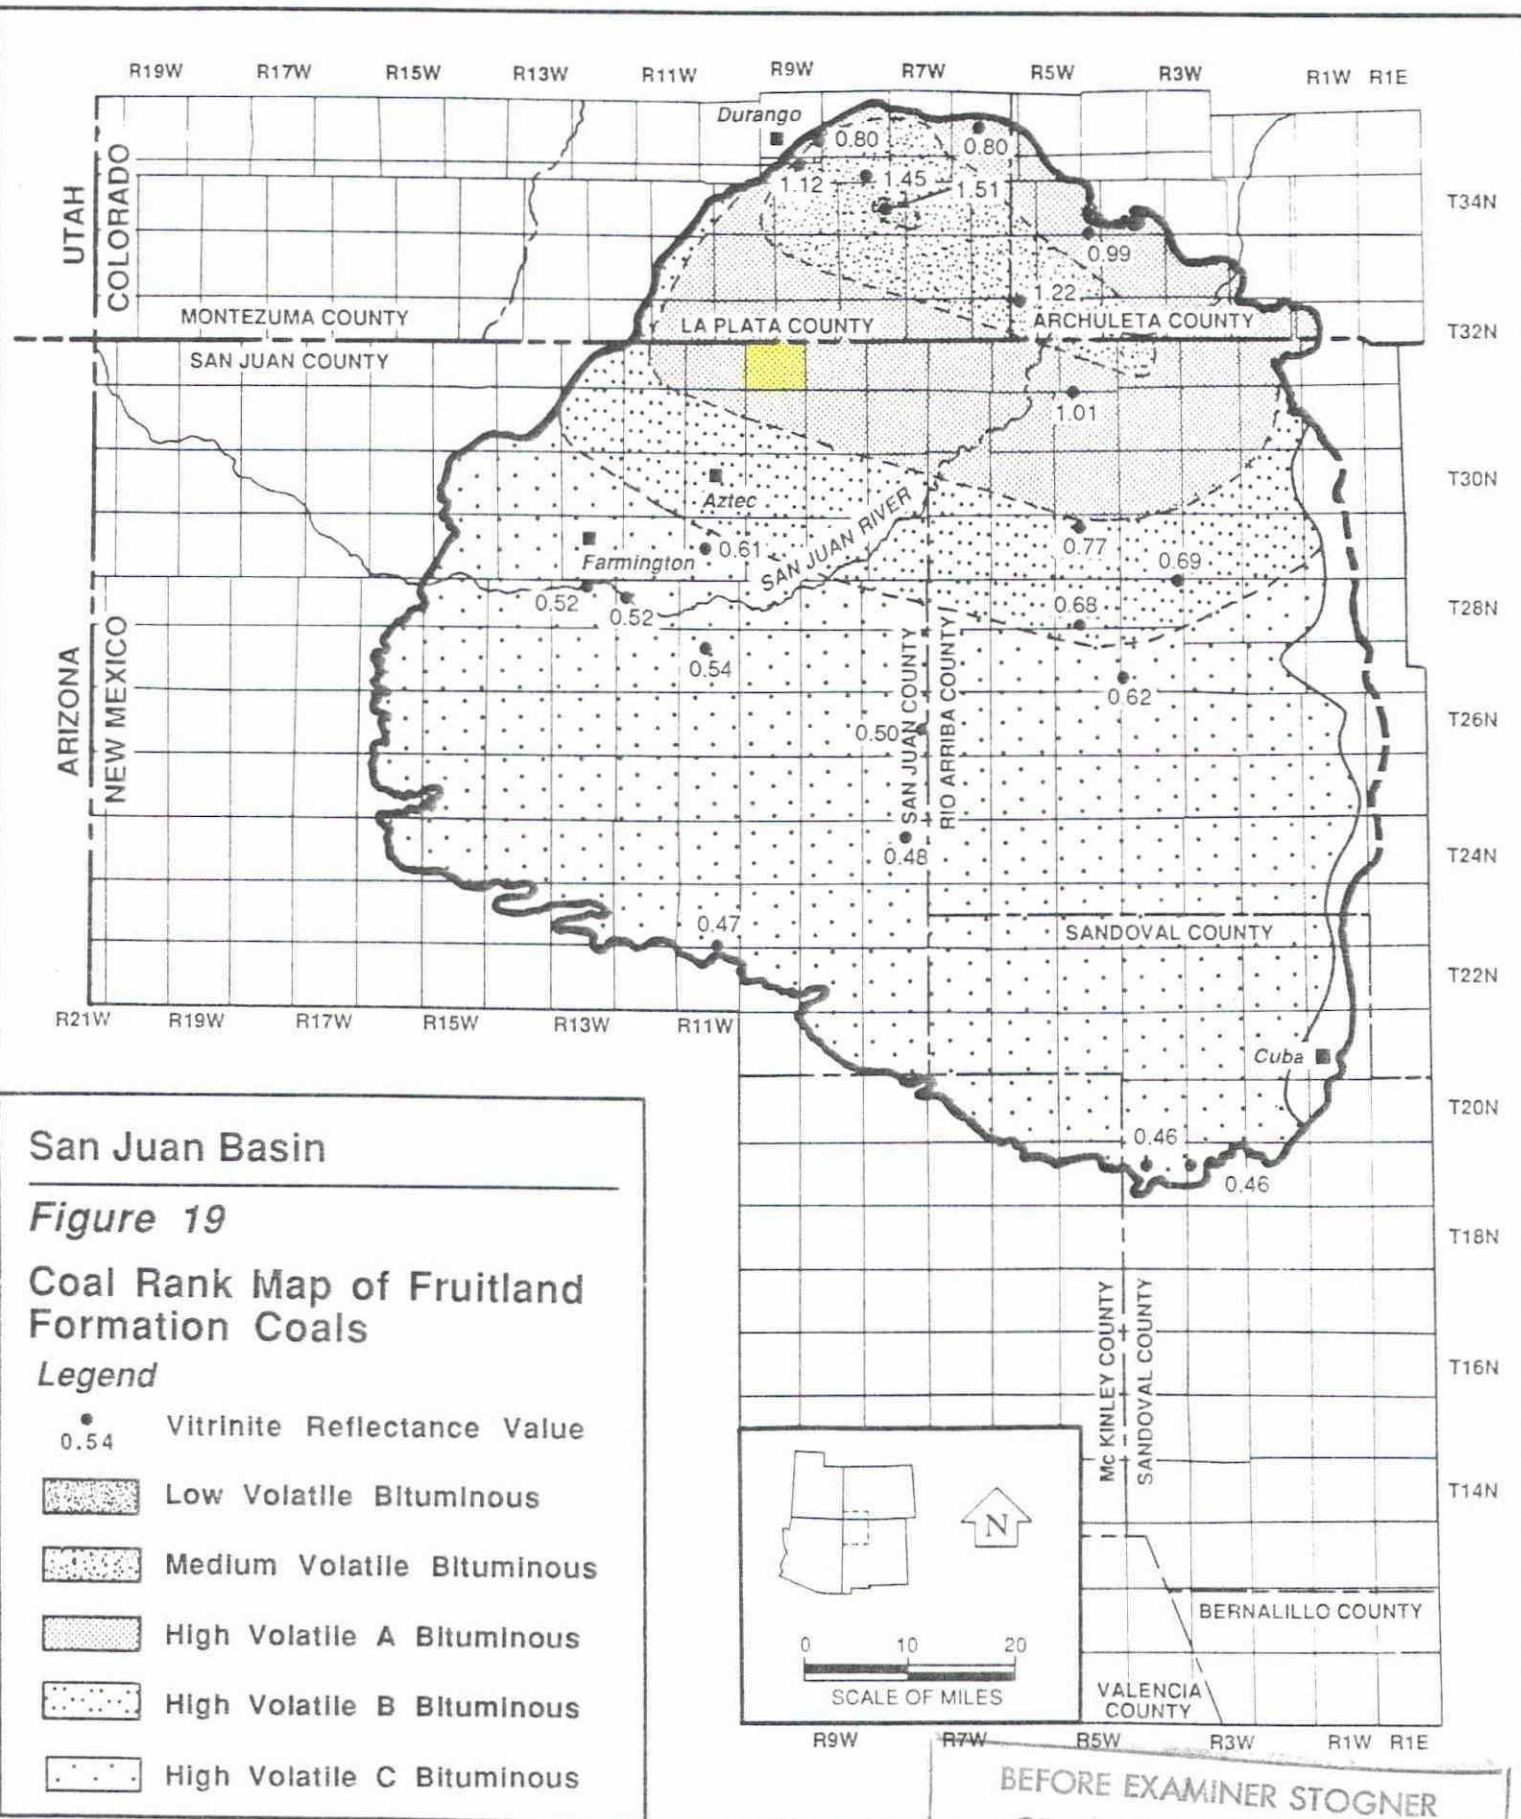 R19W R17W R15W R13W R11W R9W R7W R5W R3W R1W R1E
Durango
0.80
0.80
1.12
1.45
1.51
T34N
UTAH
COLORADO
0.99
1.22
MONTEZUMA COUNTY
LA PLATA COUNTY
ARCHULETA COUNTY
T32N
SAN JUAN COUNTY
1.01
Aztec
T30N
SAN JUAN RIVER
0.61
Farmington
0.77
0.69
0.52
0.52
0.68
T28N
0.54
0.62
ARIZONA
NEW MEXICO
SAN JUAN COUNTY
RIO ARRIBA COUNTY
0.50
T26N
0.48
T24N
0.47
SANDOVAL COUNTY
T22N
R21W R19W R17W R15W R13W R11W
Cuba
T20N
0.46
0.46
T18N
Mc KINLEY COUNTY
SANDOVAL COUNTY
T16N
T14N
BERNALILLO COUNTY
VALENCIA
COUNTY
R9W R7W R5W R3W R1W R1E
N
0 10 20
SCALE OF MILES
San Juan Basin
Figure 19
Coal Rank Map of Fruitland
Formation Coals
Legend
0.54
Vitrinite Reflectance Value
Low Volatile Bituminous
Medium Volatile Bituminous
High Volatile A Bituminous
High Volatile B Bituminous
High Volatile C Bituminous
BEFORE EXAMINER STOGNER